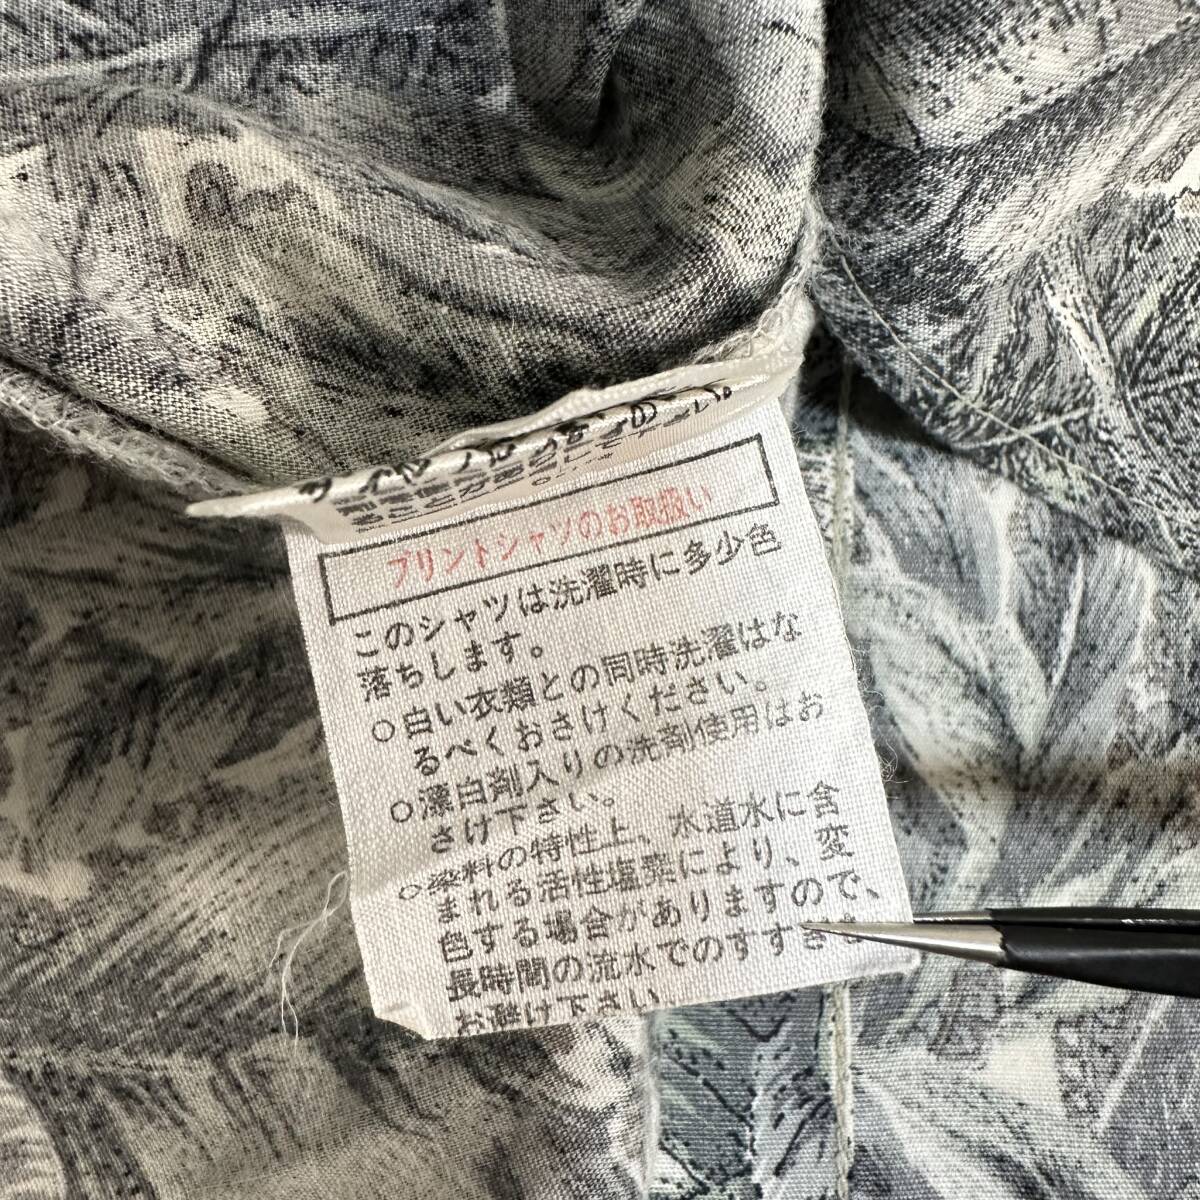 プリントシャツのお取扱い
このシャツは洗濯時に多少色
落ちします。
○白い衣類との同時洗濯はな
るべくおさけください。
○漂白剤入りの洗剤使用はお
さけ下さい。
○染料の特性上、水道水に含
まれる活性塩素により、変
色する場合がありますので、
長時間の流水でのすすぎは
お避け下さい